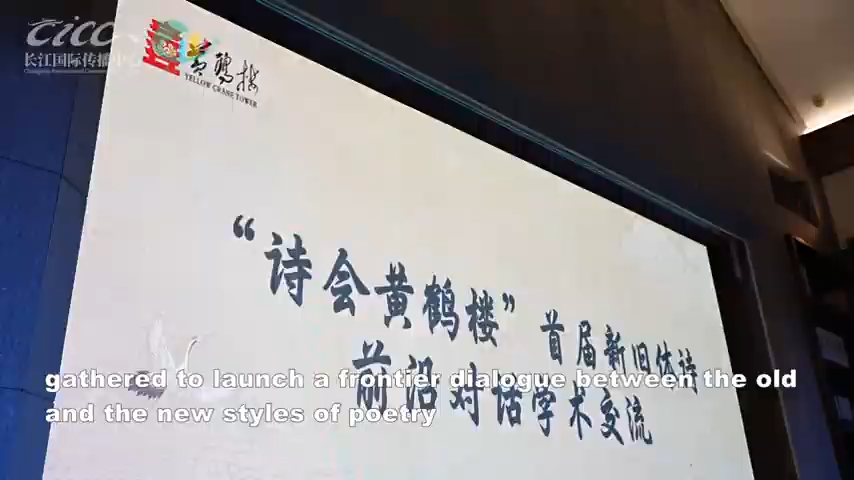 CICC
长江国际传播中心
黄鹤楼
YELLOW CRANE TOWER
“诗会黄鹤楼”首届新旧体诗
前沿对话学术交流
gathered to launch a frontier dialogue between the old
and the new styles of poetry